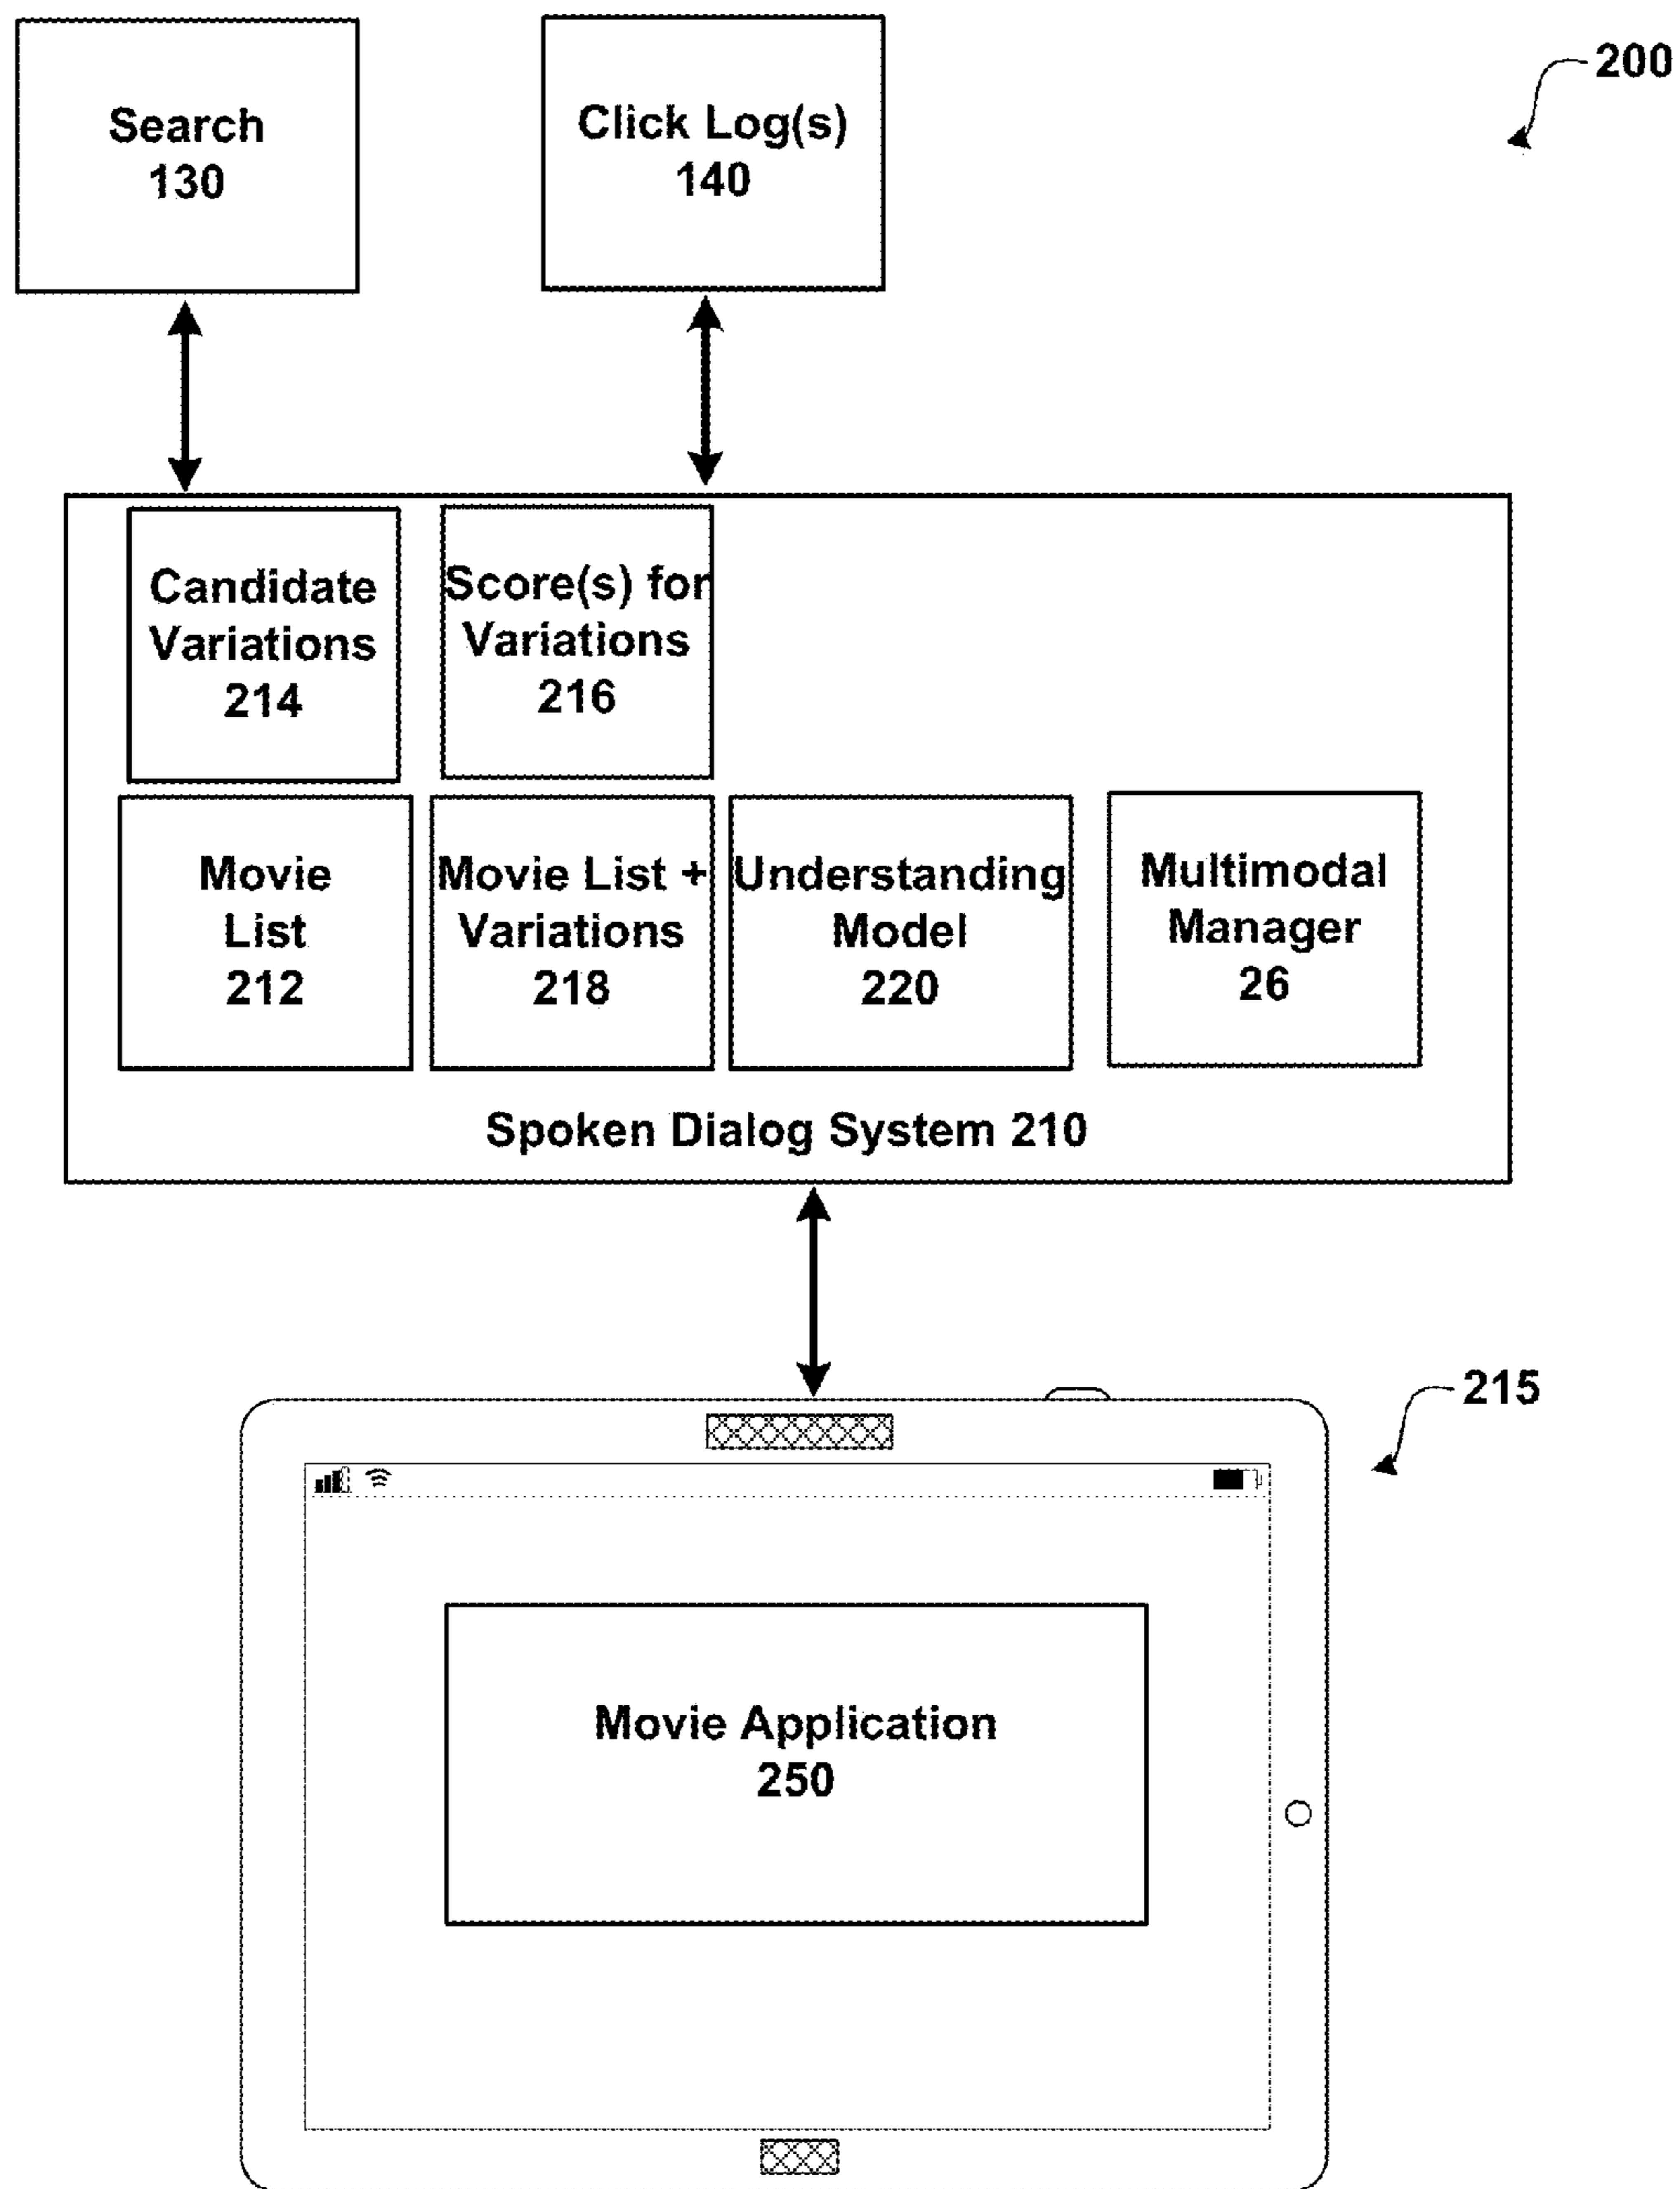 200
Search
130
Click Log(s)
140
Candidate
Variations
214
Score(s) for
Variations
216
Movie
List
212
Movie List +
Variations
218
Understanding
Model
220
Multimodal
Manager
26
Spoken Dialog System 210
215
Movie Application
250